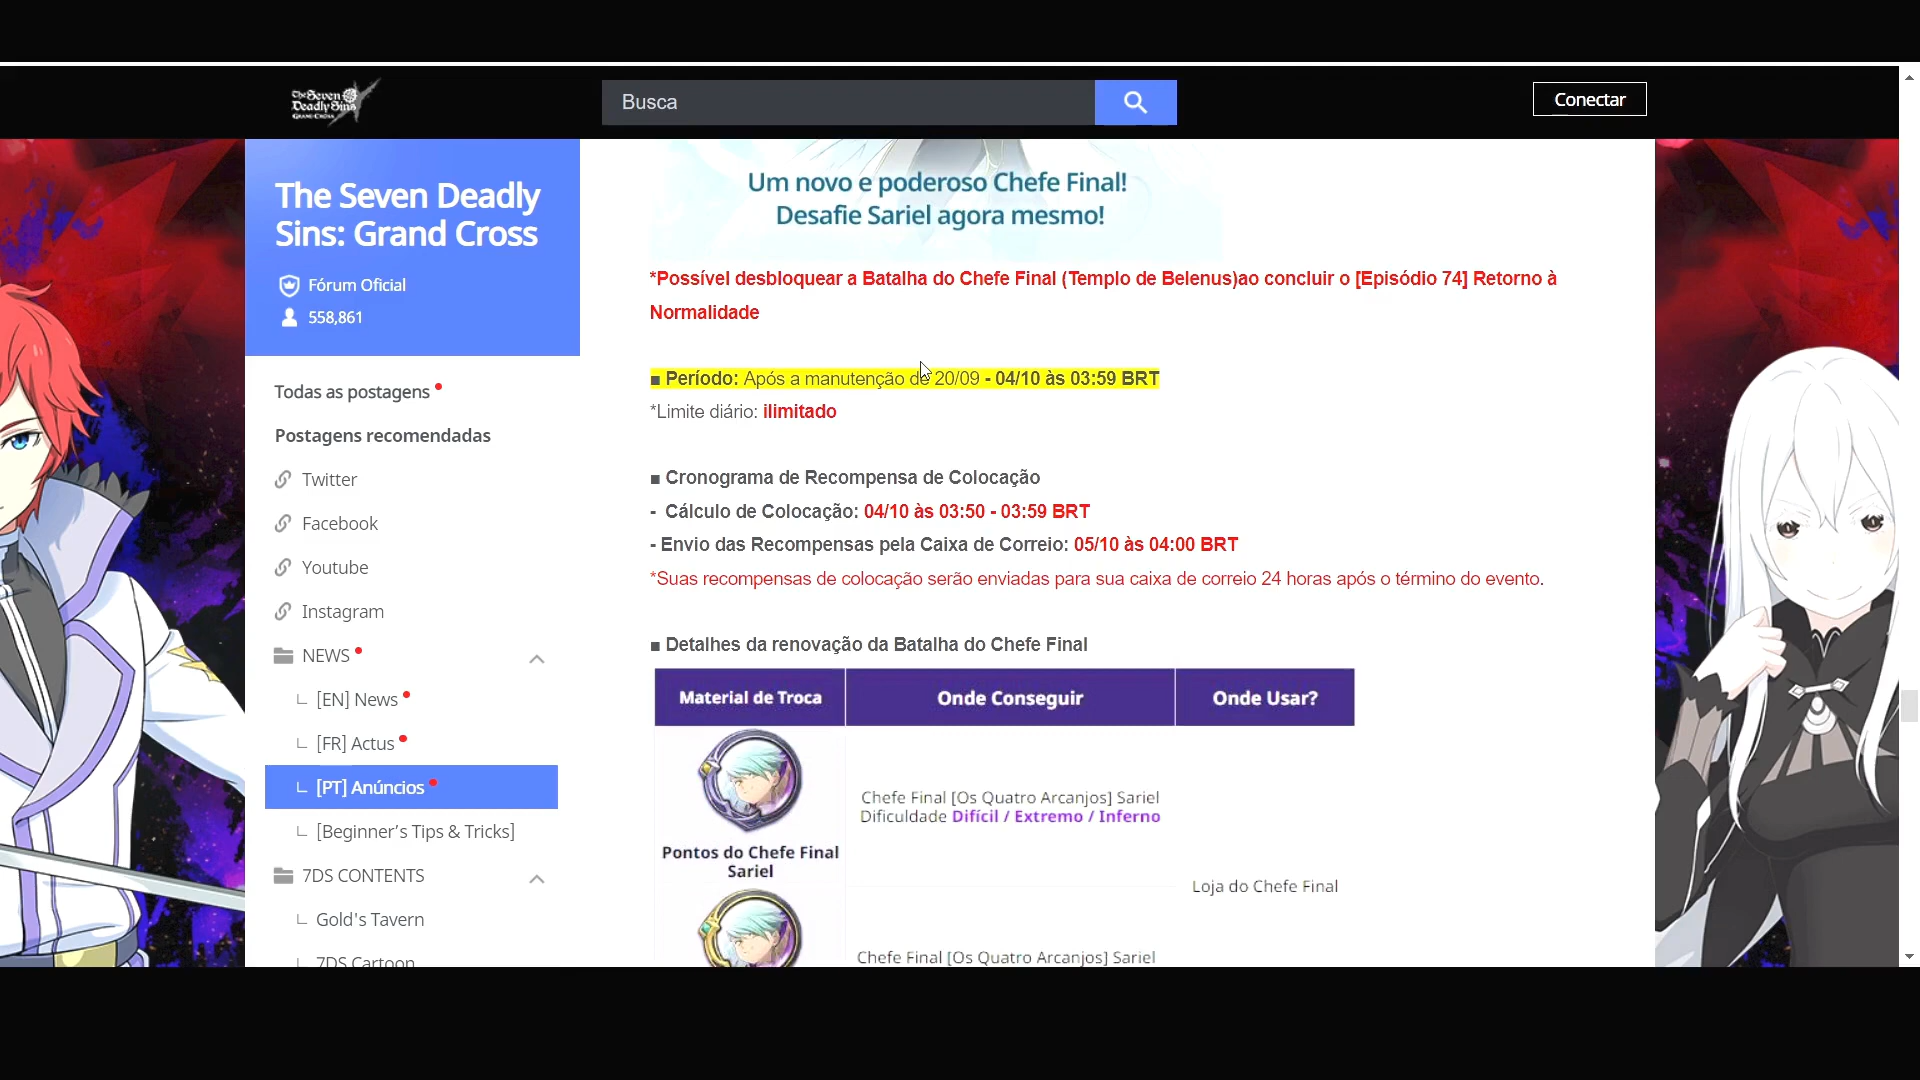 The Seven
Deadly Sins
GRAND CROSS
Busca
Conectar
The Seven Deadly
Sins: Grand Cross
Fórum Oficial
558,861
Todas as postagens
Postagens recomendadas
Twitter
Facebook
Youtube
Instagram
NEWS
[EN] News
[FR] Actus
[PT] Anúncios
[Beginner’s Tips & Tricks]
7DS CONTENTS
Gold's Tavern
7DS Cartoon
Um novo e poderoso Chefe Final!
Desafie Sariel agora mesmo!
*Possível desbloquear a Batalha do Chefe Final (Templo de Belenus)ao concluir o [Episódio 74] Retorno à
Normalidade
■ Período: Após a manutenção de 20/09 - 04/10 às 03:59 BRT
*Limite diário: ilimitado
■ Cronograma de Recompensa de Colocação
- Cálculo de Colocação: 04/10 às 03:50 - 03:59 BRT
- Envio das Recompensas pela Caixa de Correio: 05/10 às 04:00 BRT
*Suas recompensas de colocação serão enviadas para sua caixa de correio 24 horas após o término do evento.
■ Detalhes da renovação da Batalha do Chefe Final
Material de Troca
Onde Conseguir
Onde Usar?
Pontos do Chefe Final
Sariel
Chefe Final [Os Quatro Arcanjos] Sariel
Dificuldade Difícil / Extremo / Inferno
Loja do Chefe Final
Chefe Final [Os Quatro Arcanjos] Sariel